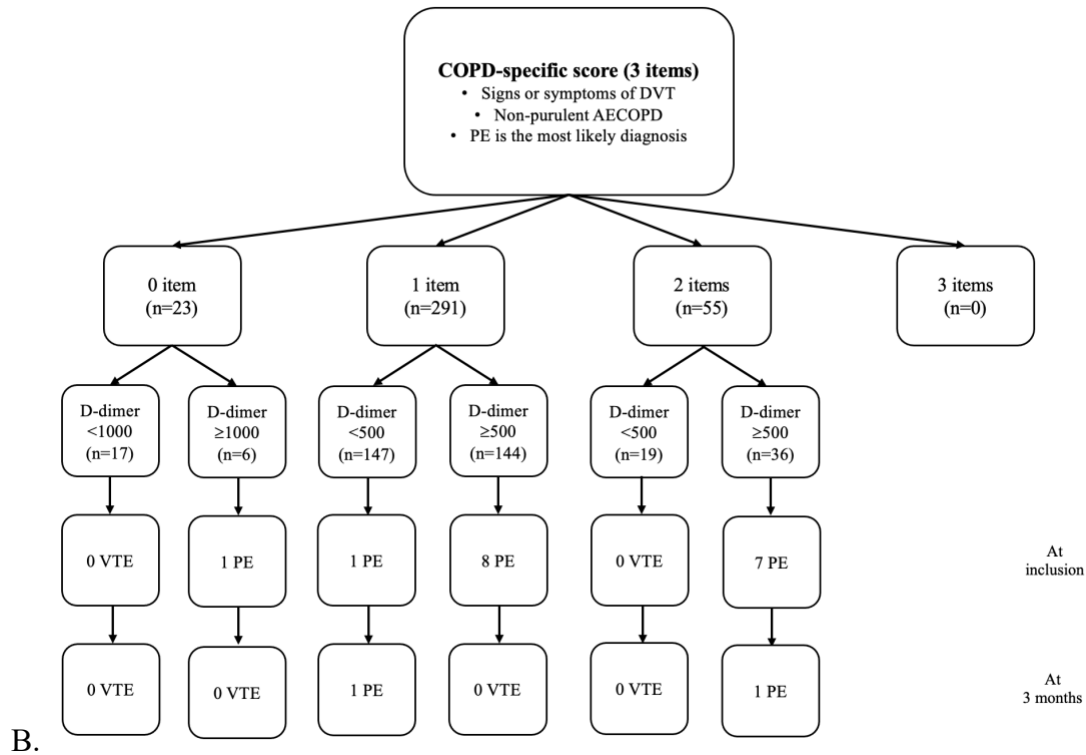 COPD-specific score (3 items)
• Signs or symptoms of DVT
• Non-purulent AECOPD
• PE is the most likely diagnosis
0 item
(n=23)
1 item
(n=291)
2 items
(n=55)
3 items
(n=0)
D-dimer
<1000
(n=17)
D-dimer
≥1000
(n=6)
D-dimer
<500
(n=147)
D-dimer
≥500
(n=144)
D-dimer
<500
(n=19)
D-dimer
≥500
(n=36)
0 VTE
1 PE
1 PE
8 PE
0 VTE
7 PE
At
inclusion
0 VTE
0 VTE
1 PE
0 VTE
0 VTE
1 PE
At
3 months
B.